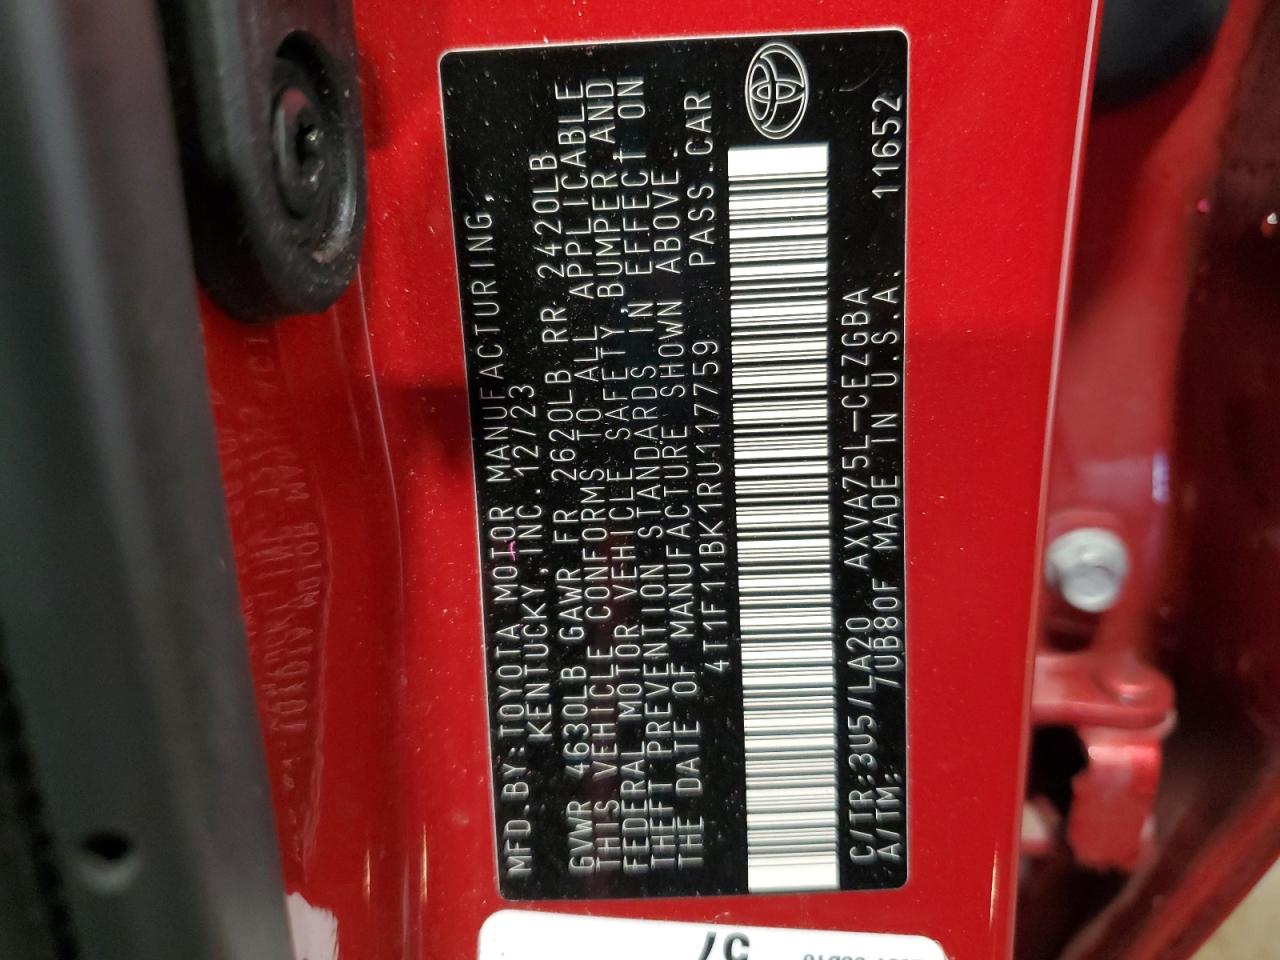 MFD.BY:TOYOTA MOTOR MANUFACTURING,
KENTUCKY,INC. 12/23
GVWR 4630LB GAWR FR 2620LB RR 2420LB
THIS VEHICLE CONFORMS TO ALL APPLICABLE
FEDERAL MOTOR VEHICLE SAFETY,BUMPER,AND
THEFT PREVENTION STANDARDS IN EFFECT ON
THE DATE OF MANUFACTURE SHOWN ABOVE.
4T1F11BK1RU117759 PASS.CAR
C/TR:3U5/LA20 AXVA75L-CEZGBA 11652
A/TM: /UB80F MADE IN U.S.A.
57